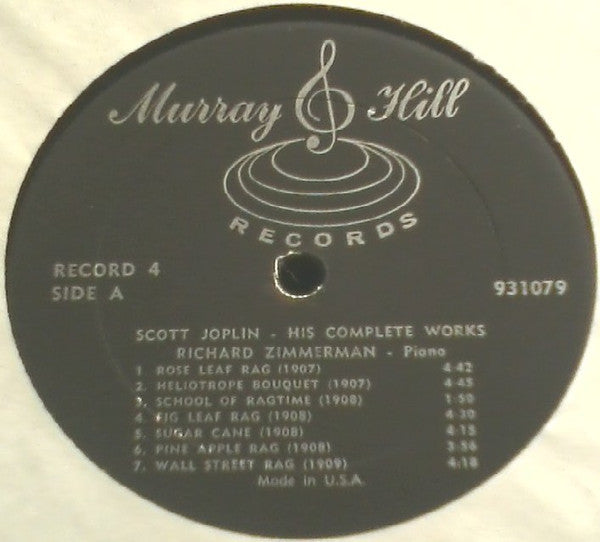 Murray Hill
RECORDS
RECORD 4
SIDE A
931079
SCOTT JOPLIN - HIS COMPLETE WORKS
RICHARD ZIMMERMAN - Piano
1. ROSE LEAF RAG (1907) 4:42
2. HELIOTROPE BOUQUET (1907) 4:45
3. SCHOOL OF RAGTIME (1908) 1:50
4. FIG LEAF RAG (1908) 4:30
5. SUGAR CANE (1908) 4:15
6. PINE APPLE RAG (1908) 3:56
7. WALL STREET RAG (1909) 4:18
Made in U.S.A.